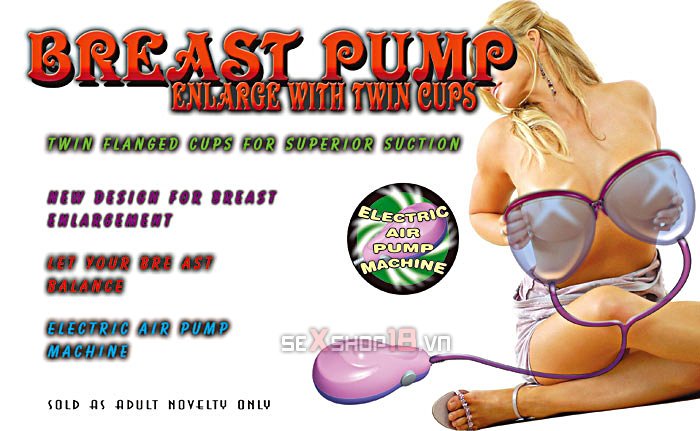 BREAST PUMP
ENLARGE WITH TWIN CUPS
TWIN FLANGED CUPS FOR SUPERIOR SUCTION
NEW DESIGN FOR BREAST
ENLARGEMENT
LET YOUR BRE AST
BALANCE
ELECTRIC AIR PUMP
MACHINE
ELECTRIC
AIR
PUMP
MACHINE
seXshop19.vn
SOLD AS ADULT NOVELTY ONLY